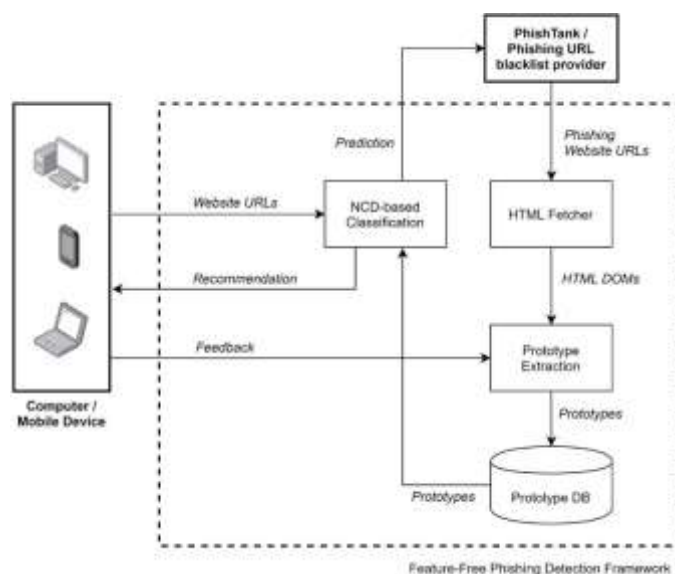 PhishTank /
Phishing URL
blacklist provider
Prediction
Phishing
Website URLs
Website URLs
NCD-based
Classification
HTML Fetcher
Recommendation
HTML DOMs
Feedback
Prototype
Extraction
Computer /
Mobile Device
Prototypes
Prototypes
Prototype DB
Feature-Free Phishing Detection Framework